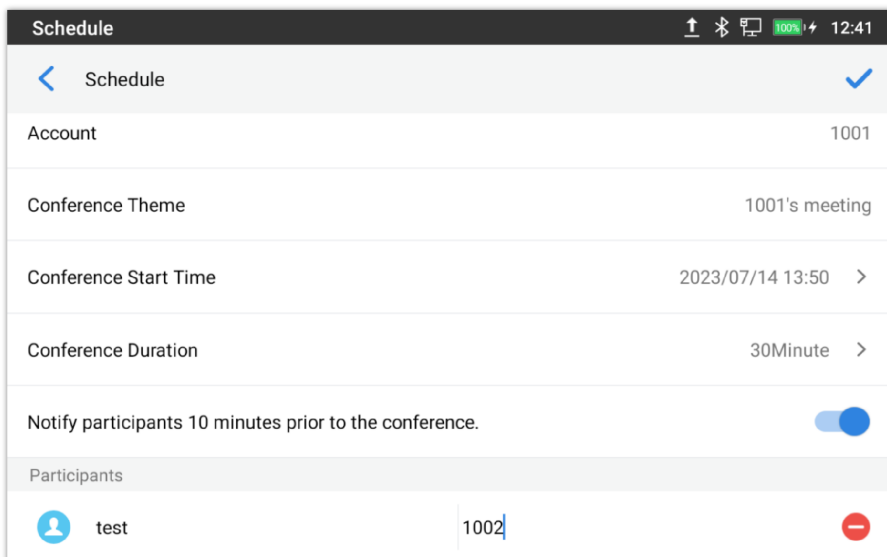 Schedule 100% 12:41
Schedule
Account 1001
Conference Theme 1001's meeting
Conference Start Time 2023/07/14 13:50
Conference Duration 30Minute
Notify participants 10 minutes prior to the conference.
Participants
test 1002